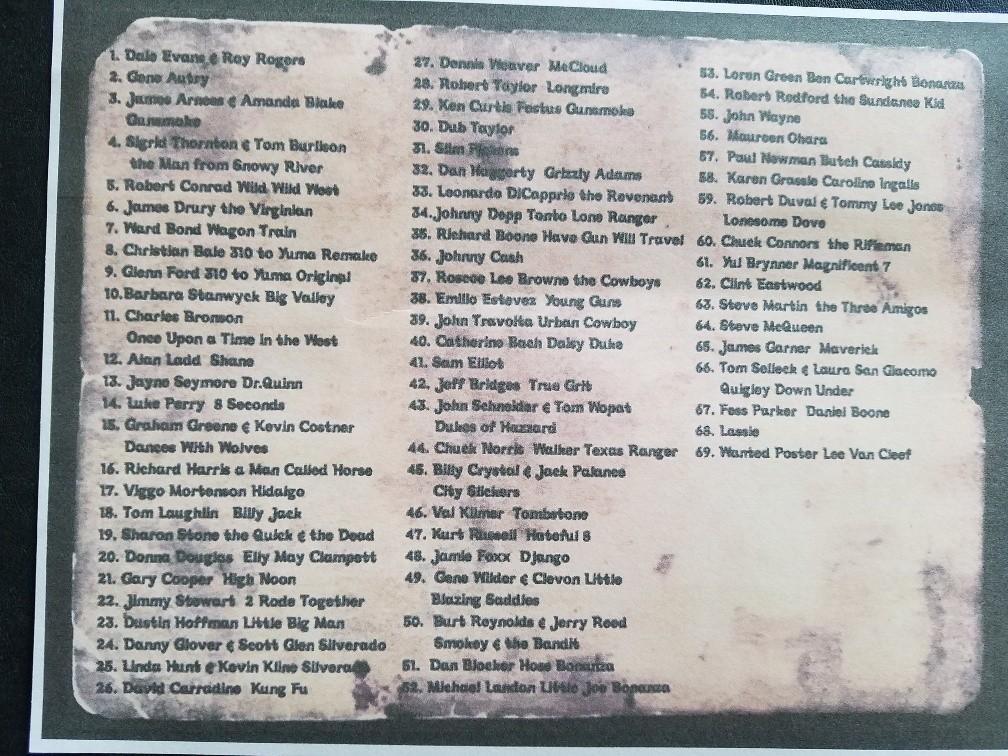 1. Dale Evans & Roy Rogers
2. Gene Autry
3. James Arness & Amanda Blake
Gunsmoke
4. Sigrid Thornton & Tom Burlison
the Man from Snowy River
5. Robert Conrad Wild Wild West
6. James Drury the Virginian
7. Ward Bond Wagon Train
8. Christian Bale 310 to Yuma Remake
9. Glenn Ford 310 to Yuma Original
10.Barbara Stanwyck Big Valley
11. Charles Bronson
Once Upon a Time in the West
12. Alan Ladd Shane
13. Jayne Seymore Dr.Quinn
14. Luke Perry 8 Seconds
15. Graham Greene & Kevin Costner
Dances With Wolves
16. Richard Harris a Man Called Horse
17. Viggo Mortenson Hidalgo
18. Tom Laughlin Billy Jack
19. Sharon Stone the Quick & the Dead
20. Donna Douglas Elly May Clampett
21. Gary Cooper High Noon
22. Jimmy Stewart 2 Rode Together
23. Dustin Hoffman Little Big Man
24. Danny Glover & Scott Glen Silverado
25. Linda Hunt & Kevin Kline Silverado
26. David Carradine Kung Fu
27. Dennis Weaver McCloud
28. Robert Taylor Longmire
29. Ken Curtis Festus Gunsmoke
30. Dub Taylor
31. Slim Pickens
32. Dan Haggerty Grizzly Adams
33. Leonardo DiCapprio the Revenant
34.Johnny Depp Tonto Lone Ranger
35. Richard Boone Have Gun Will Travel
36. Johnny Cash
37. Roscoe Lee Browne the Cowboys
38. Emilio Estevez Young Guns
39. John Travolta Urban Cowboy
40. Catherine Bach Daisy Duke
41. Sam Elliot
42. Jeff Bridges True Grit
43. John Schneider & Tom Wopat
Dukes of Hazzard
44. Chuck Norris Walker Texas Ranger
45. Billy Crystal & Jack Palance
City Slickers
46. Val Kilmer Tombstone
47. Kurt Russell Hateful 8
48. Jamie Foxx Django
49. Gene Wilder & Clevon Little
Blazing Saddles
50. Burt Reynolds & Jerry Reed
Smokey & the Bandit
51. Dan Blocker Hoss Bonanza
52. Michael Landon Little Joe Bonanza
53. Loren Green Ben Cartwright Bonanza
54. Robert Redford the Sundance Kid
55. John Wayne
56. Maureen Ohara
57. Paul Newman Butch Cassidy
58. Karen Grassle Caroline Ingalls
59. Robert Duval & Tommy Lee Jones
Lonesome Dove
60. Chuck Connors the Rifleman
61. Yul Brynner Magnificent 7
62. Clint Eastwood
63. Steve Martin the Three Amigos
64. Steve McQueen
65. James Garner Maverick
66. Tom Selleck & Laura San Giacomo
Quigley Down Under
67. Fess Parker Daniel Boone
68. Lassie
69. Wanted Poster Lee Van Cleef